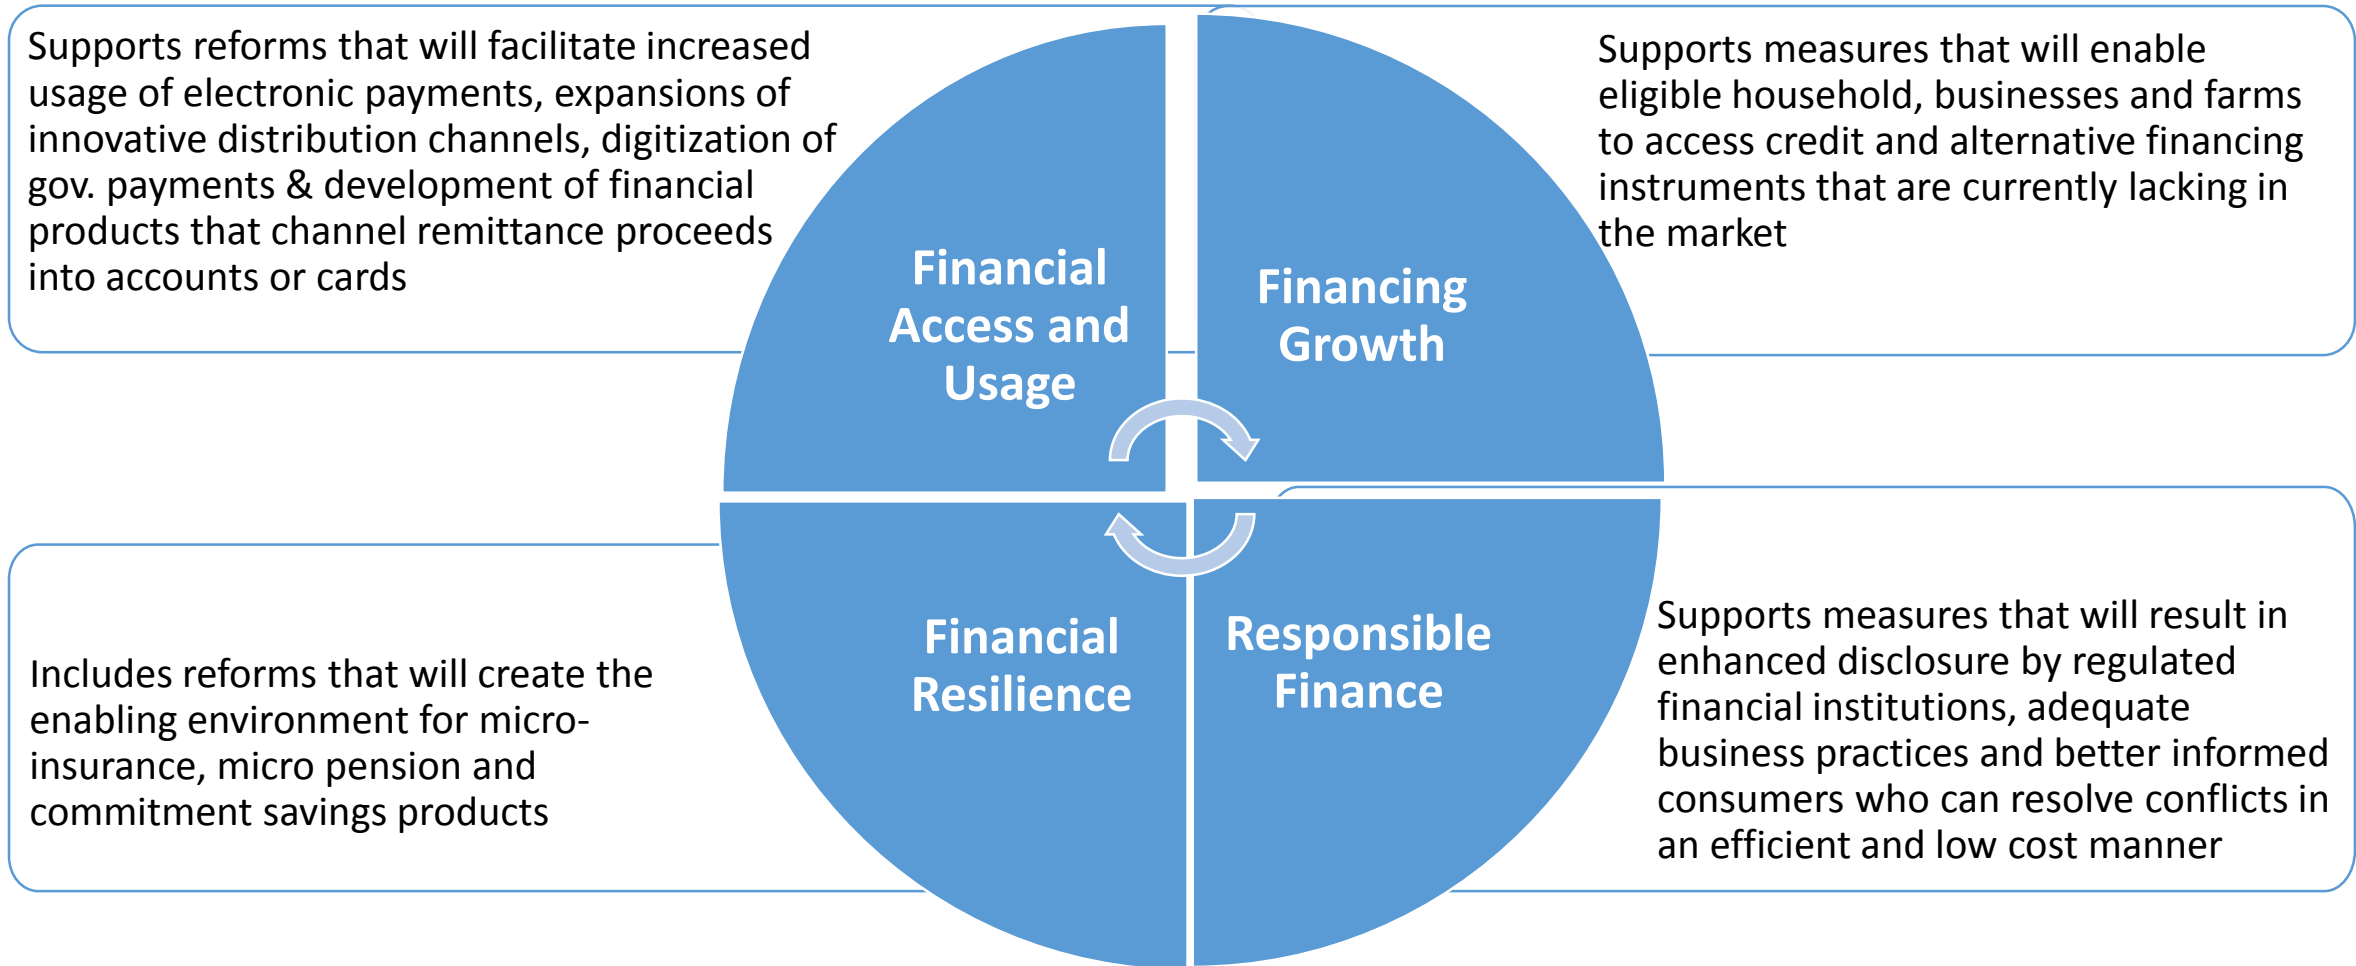 Supports reforms that will facilitate increased
usage of electronic payments, expansions of
innovative distribution channels, digitization of
gov. payments & development of financial
products that channel remittance proceeds
into accounts or cards
Financial
Access and
Usage
Financing
Growth
Supports measures that will enable
eligible household, businesses and farms
to access credit and alternative financing
instruments that are currently lacking in
the market
Includes reforms that will create the
enabling environment for micro-
insurance, micro pension and
commitment savings products
Financial
Resilience
Responsible
Finance
Supports measures that will result in
enhanced disclosure by regulated
financial institutions, adequate
business practices and better informed
consumers who can resolve conflicts in
an efficient and low cost manner